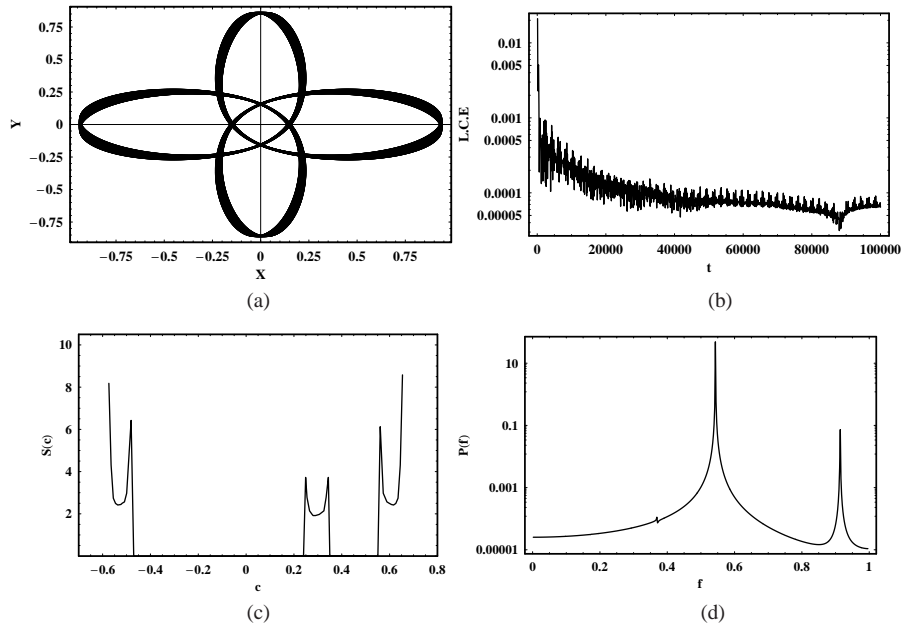 0.75
0.5
0.25
0
−0.25
−0.5
−0.75
Y
−0.75 −0.5 −0.25 0 0.25 0.5 0.75
X
(a)
0.01
0.005
0.001
0.0005
0.0001
0.00005
L.C.E
0 20000 40000 60000 80000 100000
t
(b)
10
8
6
4
2
S(c)
−0.6 −0.4 −0.2 0 0.2 0.4 0.6 0.8
c
(c)
10
0.1
0.001
0.00001
P(f)
0 0.2 0.4 0.6 0.8 1
f
(d)